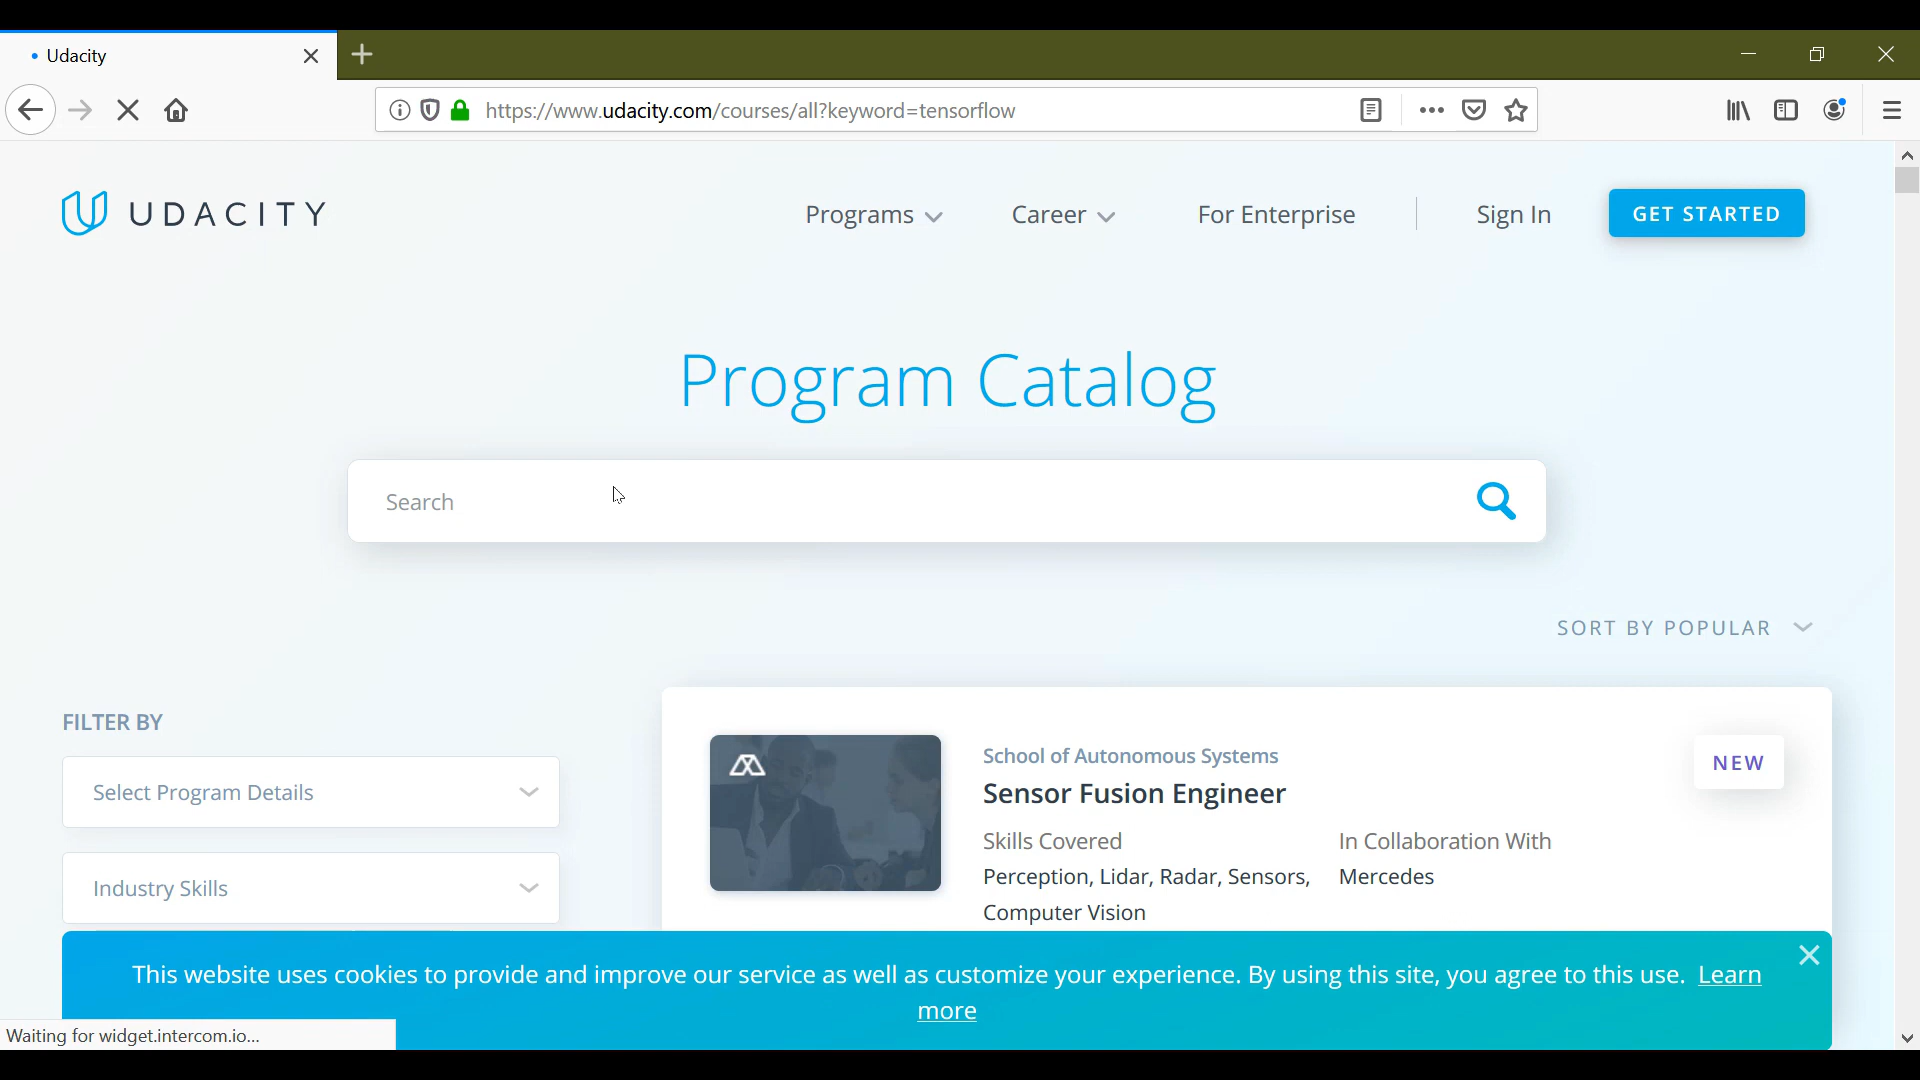 Udacity
https://www.udacity.com/courses/all?keyword=tensorflow
UDACITY
Programs
Career
For Enterprise
Sign In
GET STARTED
Program Catalog
Search
SORT BY POPULAR
FILTER BY
Select Program Details
Industry Skills
School of Autonomous Systems
NEW
Sensor Fusion Engineer
Skills Covered
Perception, Lidar, Radar, Sensors,
Computer Vision
In Collaboration With
Mercedes
This website uses cookies to provide and improve our service as well as customize your experience. By using this site, you agree to this use. Learn
more
Waiting for widget.intercom.io...